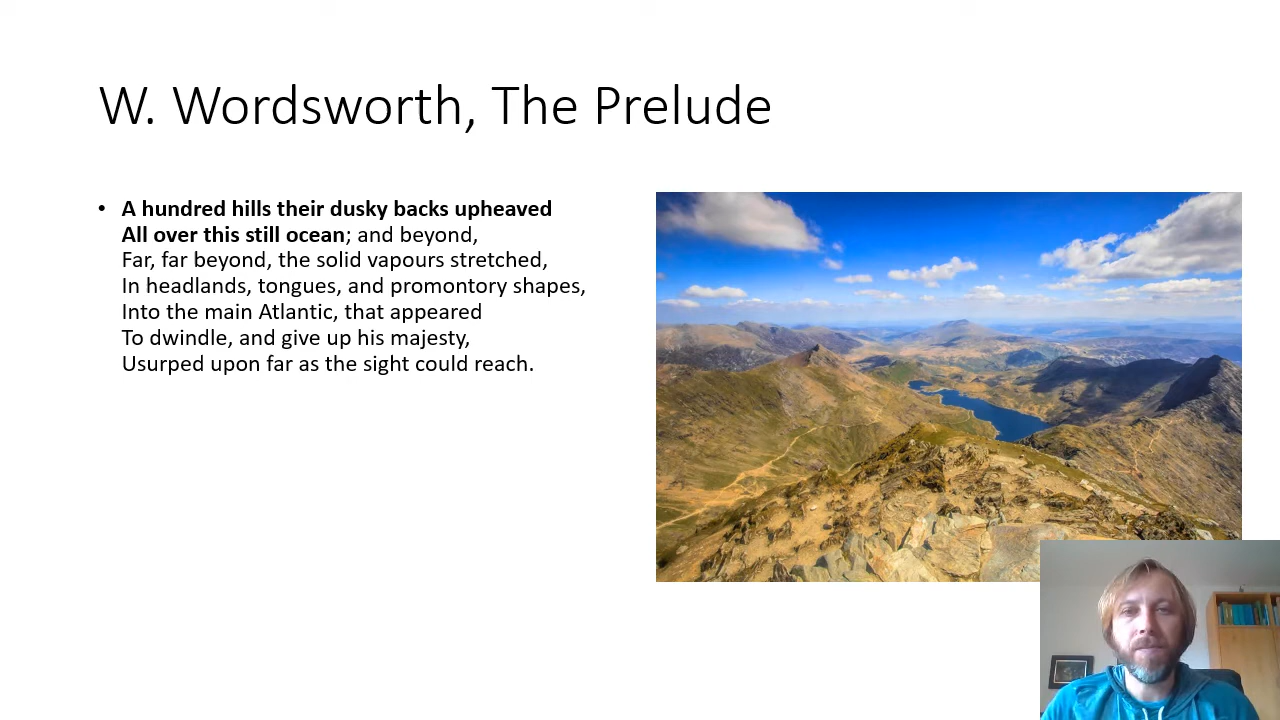 W. Wordsworth, The Prelude
• A hundred hills their dusky backs upheaved
All over this still ocean; and beyond,
Far, far beyond, the solid vapours stretched,
In headlands, tongues, and promontory shapes,
Into the main Atlantic, that appeared
To dwindle, and give up his majesty,
Usurped upon far as the sight could reach.